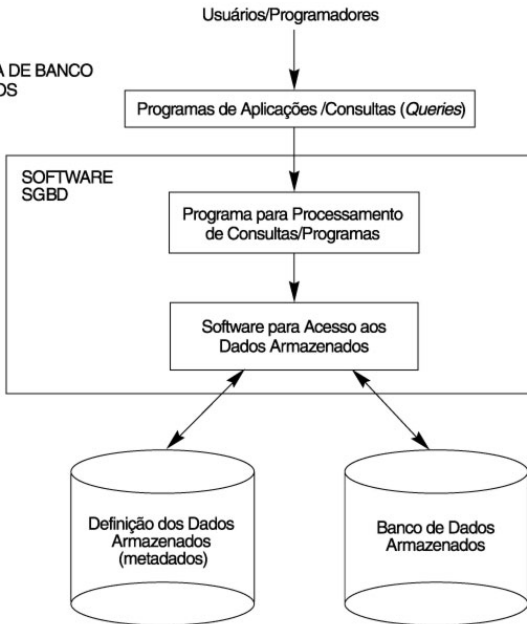 Usuários/Programadores
A DE BANCO
OS
Programas de Aplicações /Consultas (Queries)
SOFTWARE
SGBD
Programa para Processamento
de Consultas/Programas
Software para Acesso aos
Dados Armazenados
Definição dos Dados
Armazenados
(metadados)
Banco de Dados
Armazenados